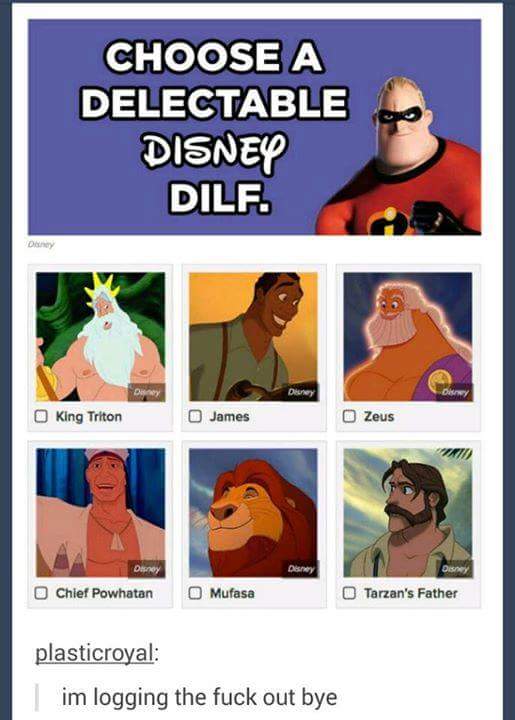 CHOOSE A
DELECTABLE
DISNEY
DILF.
Disney
Disney
Disney
Disney
King Triton
James
Zeus
Disney
Disney
Disney
Chief Powhatan
Mufasa
Tarzan's Father
plasticroyal:
im logging the fuck out bye